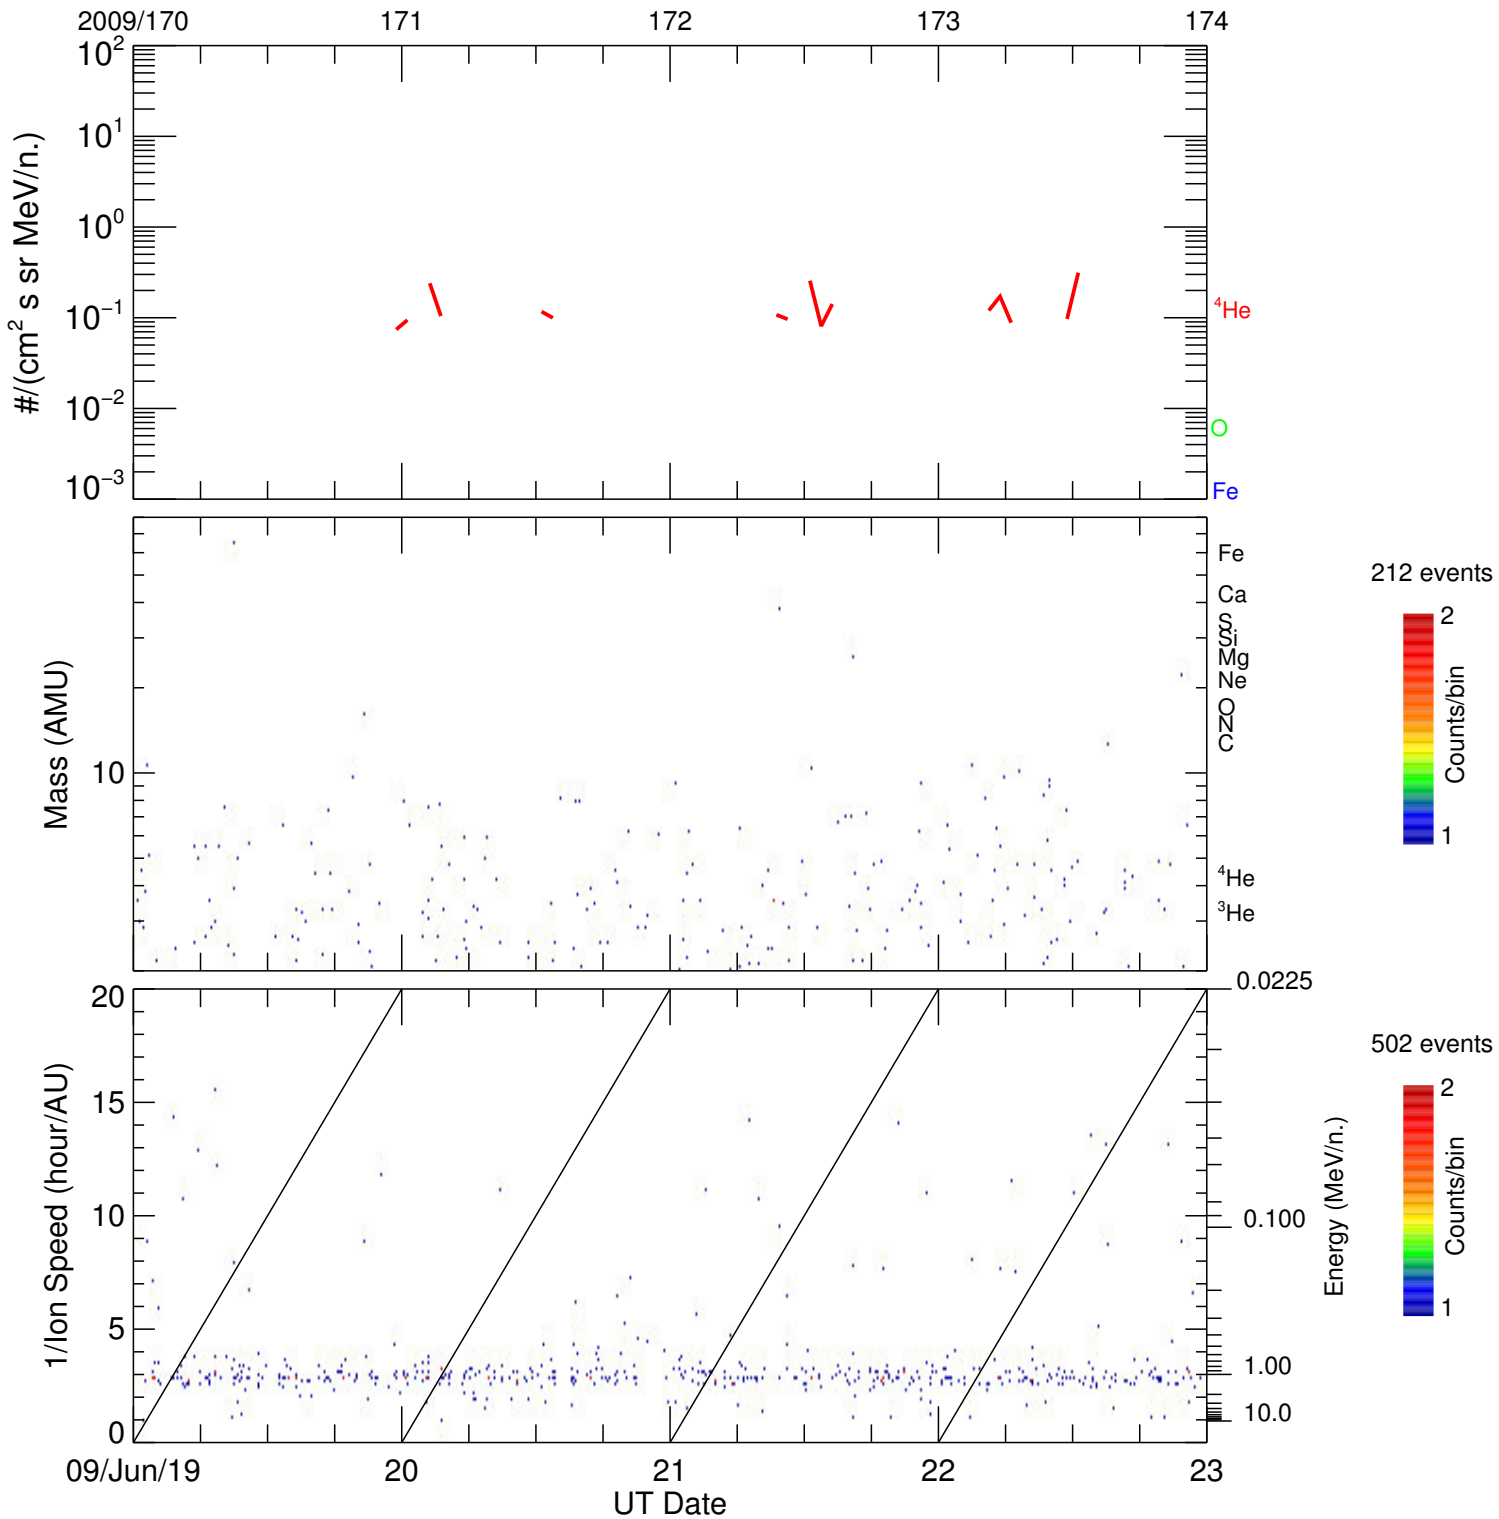 2009/170 171 172 173 174
10^2
10^1
10^0
10^-1
10^-2
10^-3
#/(cm^2 s sr MeV/n.)
^4He
O
Fe
Mass (AMU)
10
Fe
Ca
S
Si
Mg
Ne
O
N
C
^4He
^3He
212 events
2
Counts/bin
1
20
15
10
5
0
1/Ion Speed (hour/AU)
0.0225
0.100
1.00
10.0
Energy (MeV/n.)
502 events
2
Counts/bin
1
09/Jun/19 20 21 22 23
UT Date